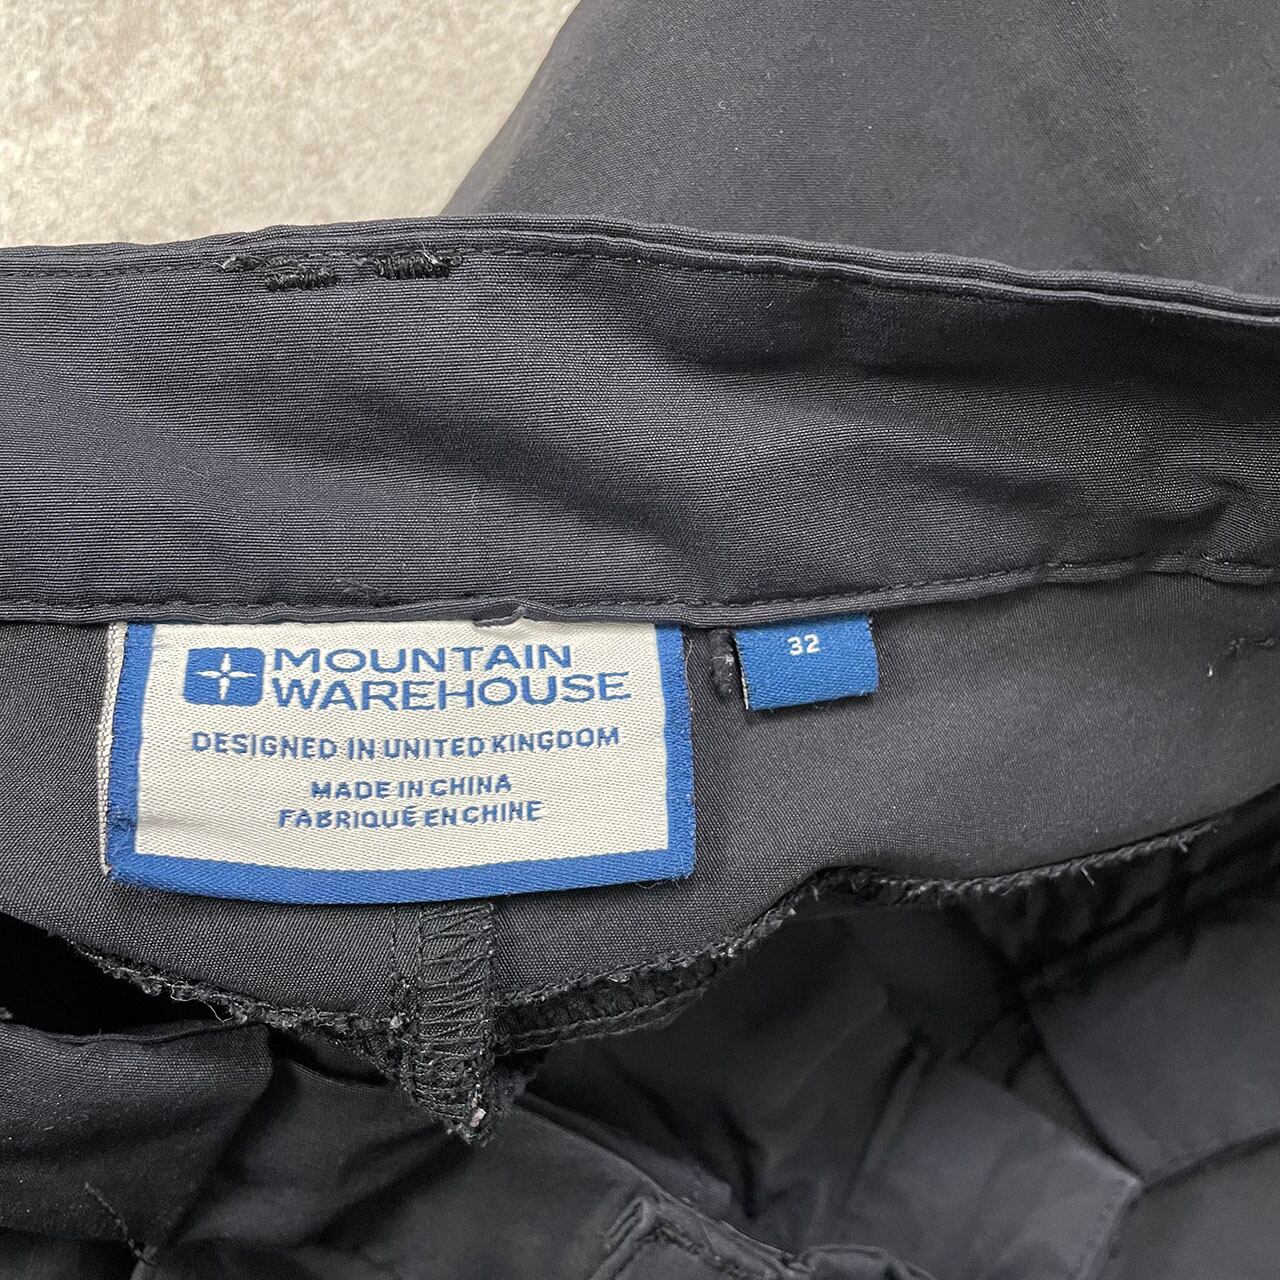 MOUNTAIN
WAREHOUSE
DESIGNED IN UNITED KINGDOM
MADE IN CHINA
FABRIQUÉ EN CHINE
32